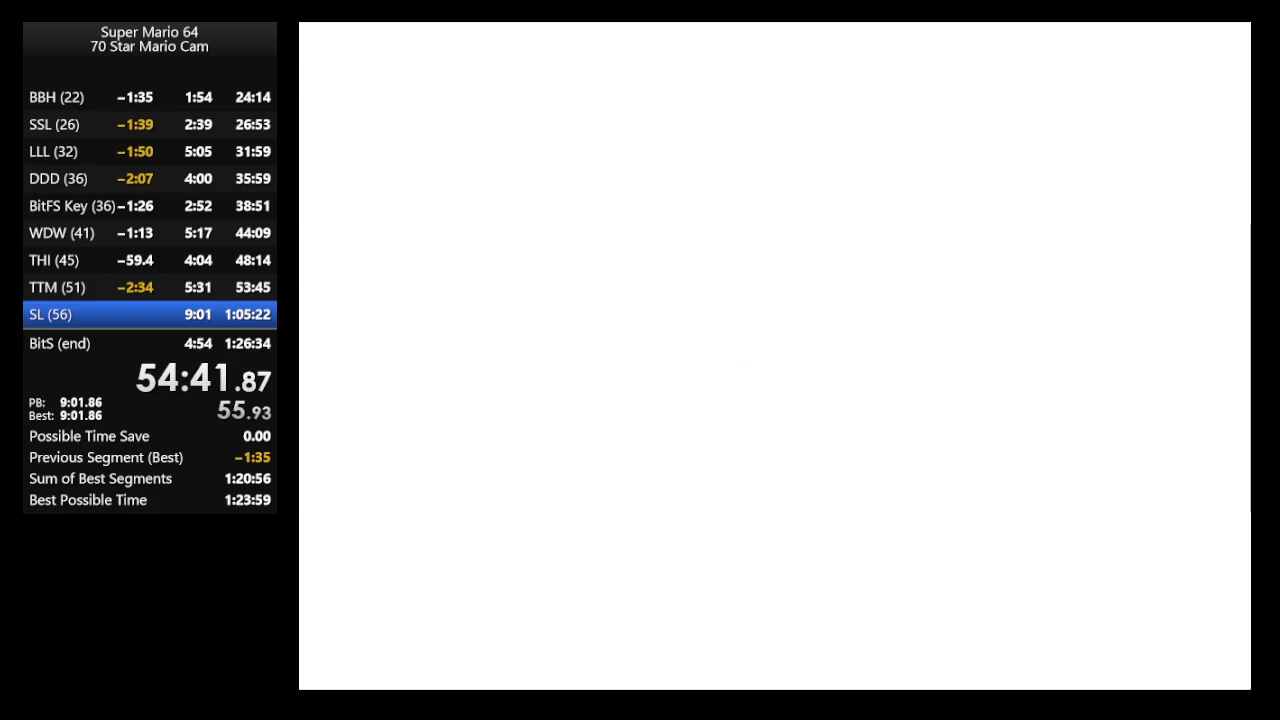 Super Mario 64
70 Star Mario Cam
BBH (22) −1:35 1:54 24:14
SSL (26) −1:39 2:39 26:53
LLL (32) −1:50 5:05 31:59
DDD (36) −2:07 4:00 35:59
BitFS Key (36) −1:26 2:52 38:51
WDW (41) −1:13 5:17 44:09
THI (45) −59.4 4:04 48:14
TTM (51) −2:34 5:31 53:45
SL (56) 9:01 1:05:22
BitS (end) 4:54 1:26:34
54:41.87
PB: 9:01.86
Best: 9:01.86
55.93
Possible Time Save 0.00
Previous Segment (Best) −1:35
Sum of Best Segments 1:20:56
Best Possible Time 1:23:59